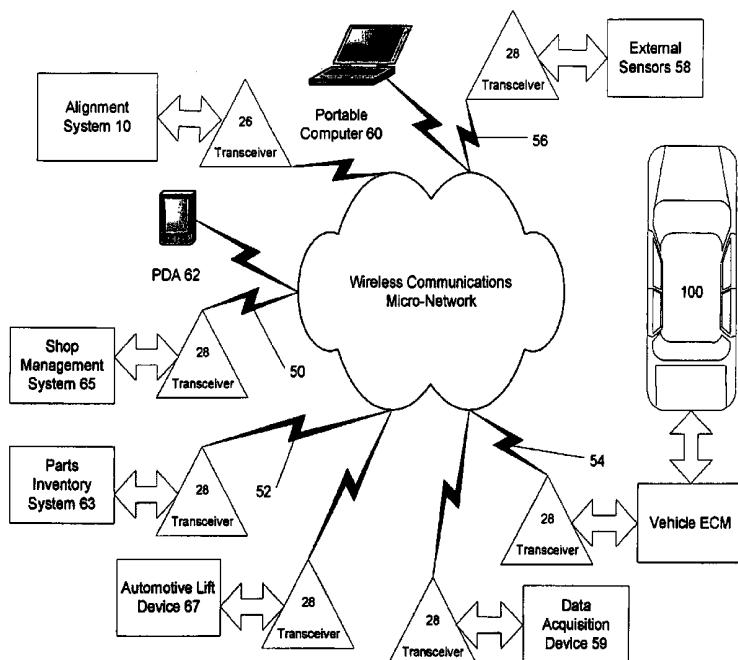 28
Transceiver
External
Sensors 58
Alignment
System 10
26
Transceiver
Portable
Computer 60
56
PDA 62
Wireless Communications
Micro-Network
100
Shop
Management
System 65
28
Transceiver
50
Parts
Inventory
System 63
28
Transceiver
52
54
28
Transceiver
Vehicle ECM
Automotive Lift
Device 67
28
Transceiver
28
Transceiver
Data
Acquisition
Device 59